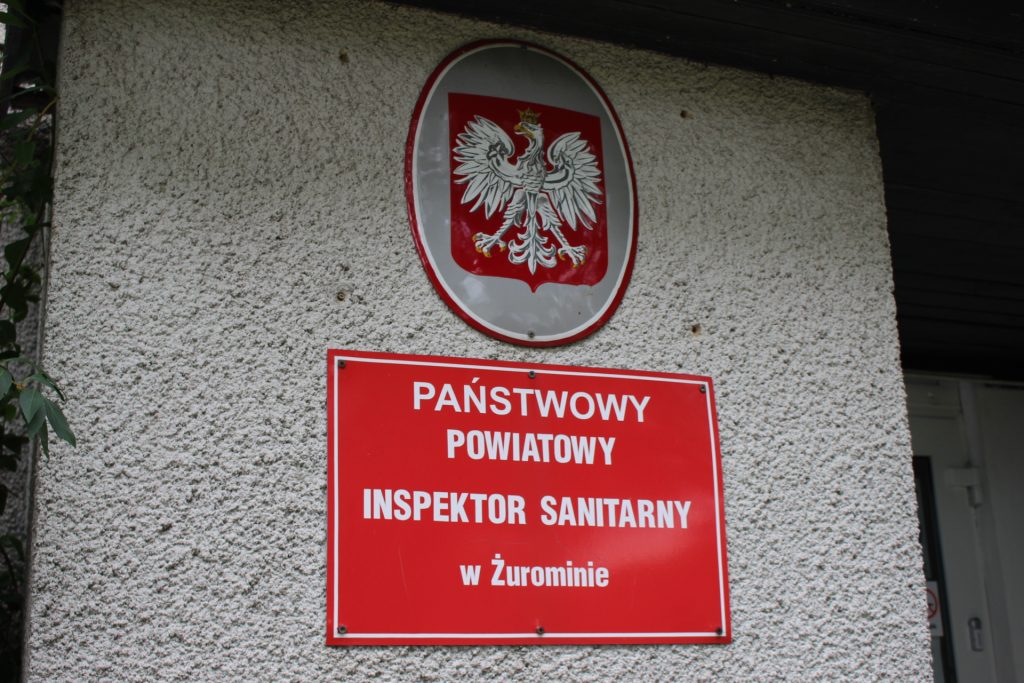 PAŃSTWOWY
POWIATOWY
INSPEKTOR SANITARNY
w Żurominie